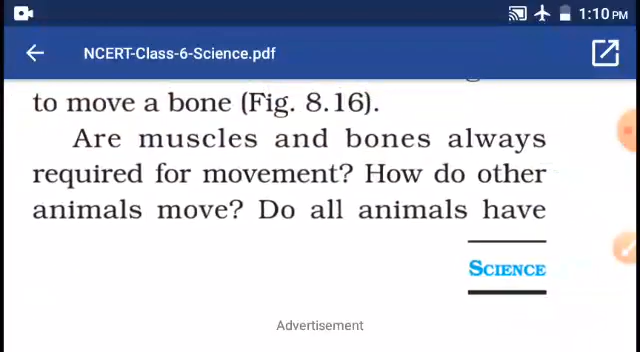 1:10 PM
NCERT-Class-6-Science.pdf
to move a bone (Fig. 8.16).
Are muscles and bones always
required for movement? How do other
animals move? Do all animals have
SCIENCE
Advertisement